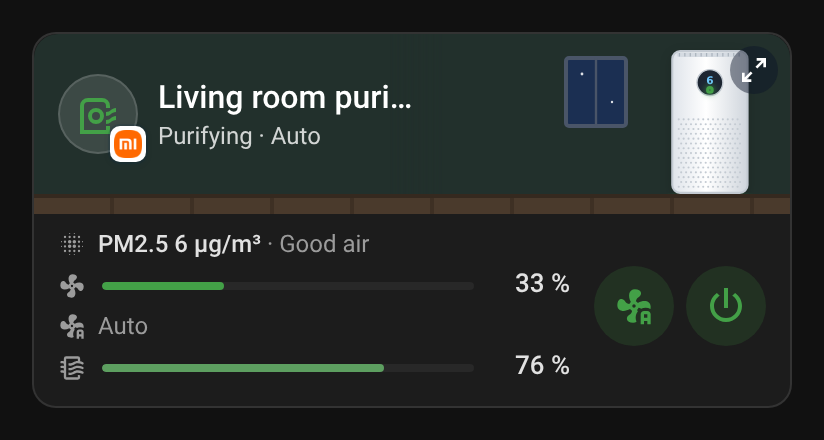 Living room puri...
Purifying · Auto
6
PM2.5 6 µg/m³ · Good air
33 %
Auto
76 %